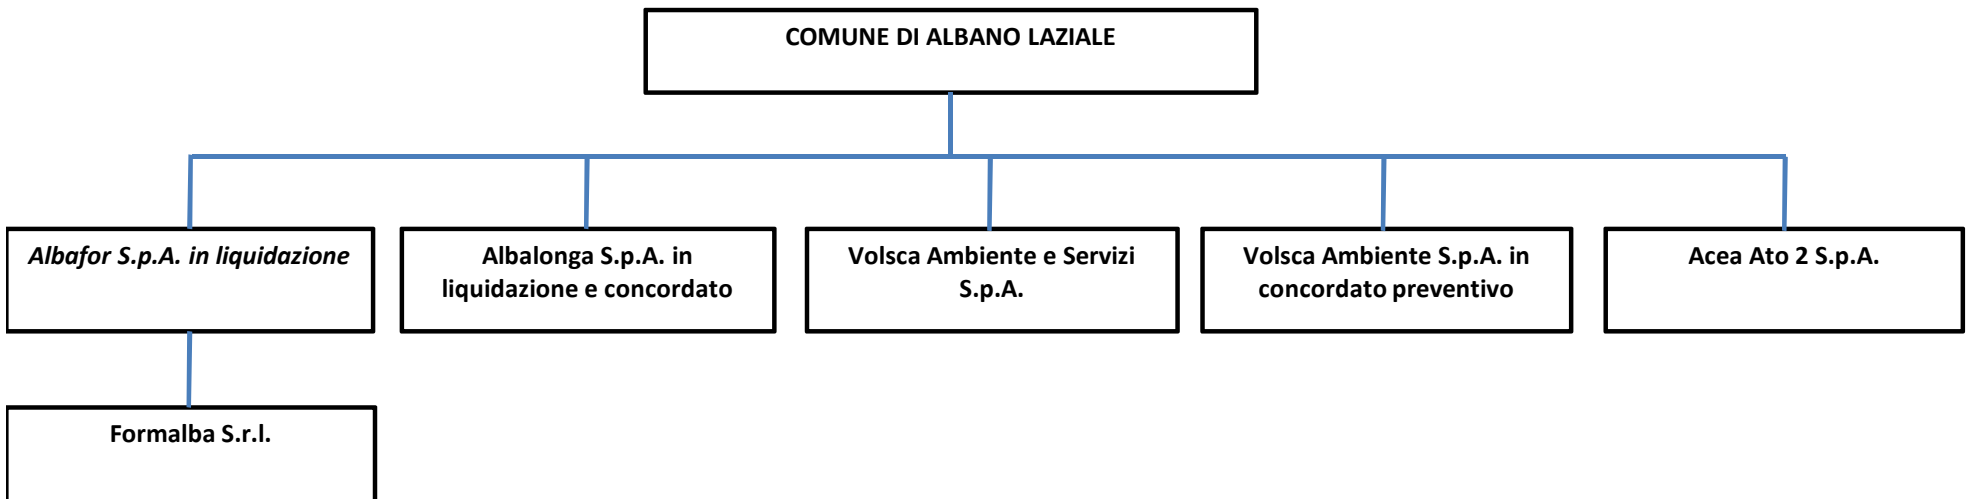 COMUNE DI ALBANO LAZIALE
Albafor S.p.A. in liquidazione
Albalonga S.p.A. in
liquidazione e concordato
Volsca Ambiente e Servizi
S.p.A.
Volsca Ambiente S.p.A. in
concordato preventivo
Acea Ato 2 S.p.A.
Formalba S.r.l.